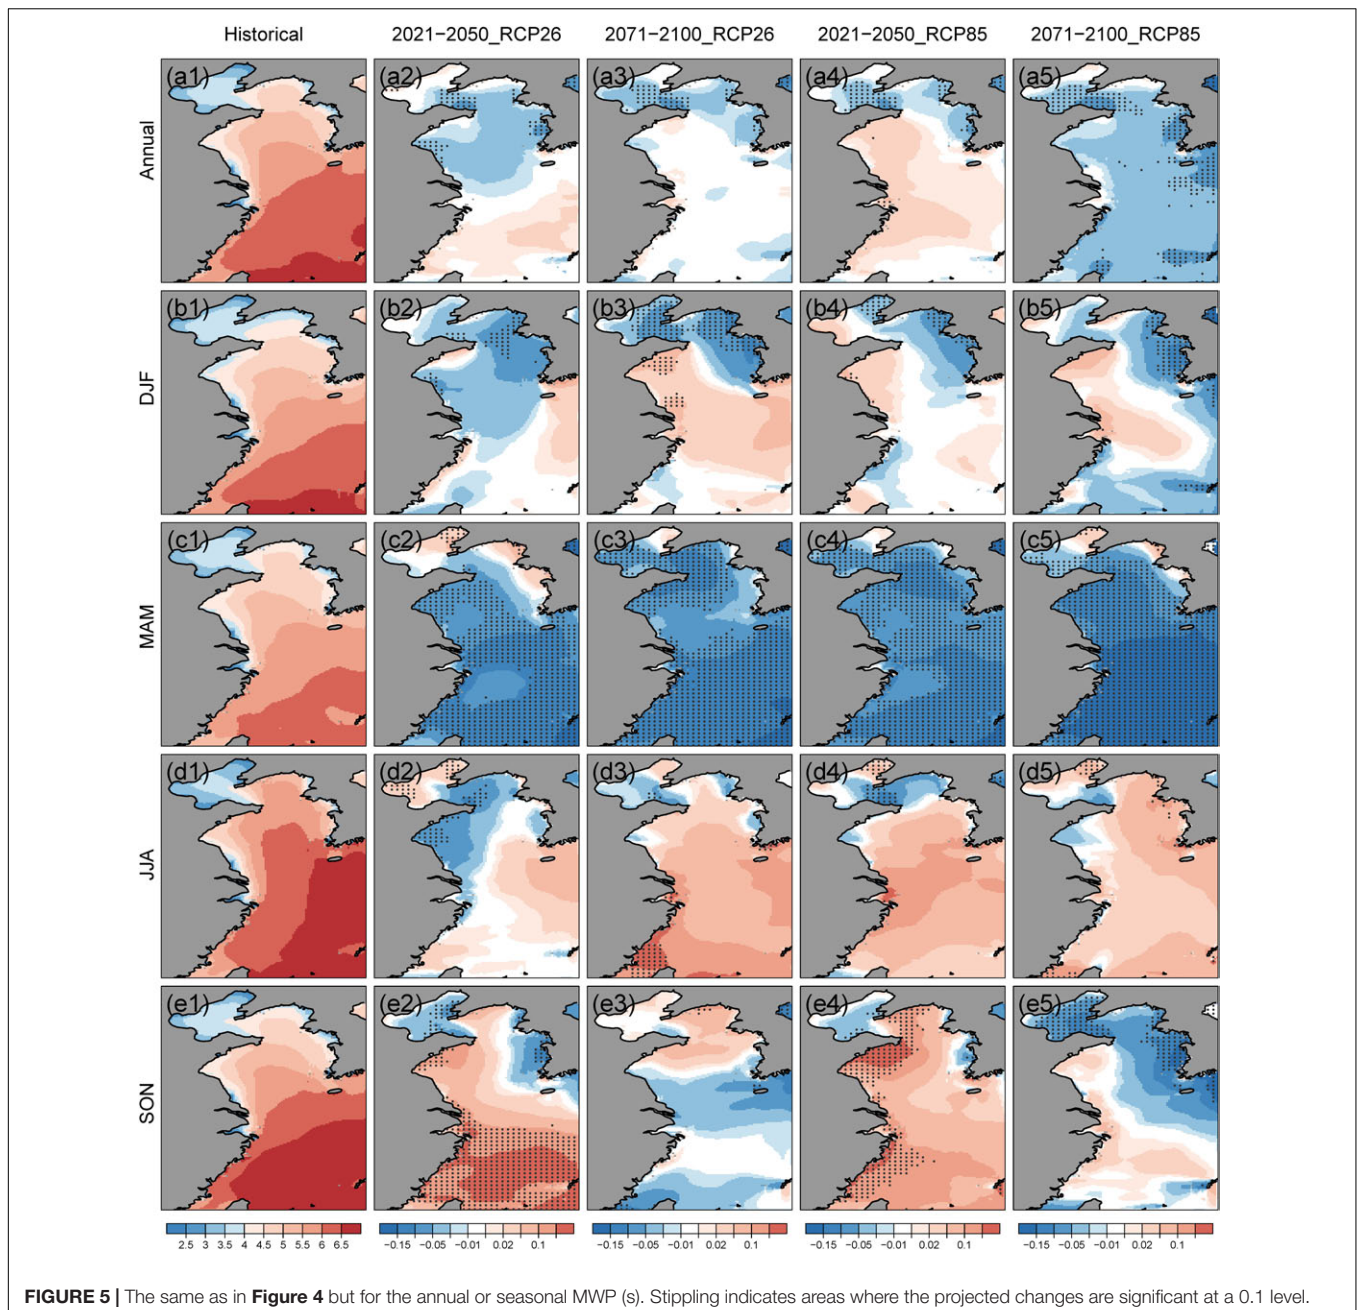 Historical 2021−2050_RCP26 2071−2100_RCP26 2021−2050_RCP85 2071−2100_RCP85
Annual (a1) (a2) (a3) (a4) (a5)
DJF (b1) (b2) (b3) (b4) (b5)
MAM (c1) (c2) (c3) (c4) (c5)
JJA (d1) (d2) (d3) (d4) (d5)
SON (e1) (e2) (e3) (e4) (e5)
2.5 3 3.5 4 4.5 5 5.5 6 6.5 −0.15 −0.05 −0.01 0.02 0.1 −0.15 −0.05 −0.01 0.02 0.1 −0.15 −0.05 −0.01 0.02 0.1 −0.15 −0.05 −0.01 0.02 0.1
FIGURE 5 | The same as in Figure 4 but for the annual or seasonal MWP (s). Stippling indicates areas where the projected changes are significant at a 0.1 level.